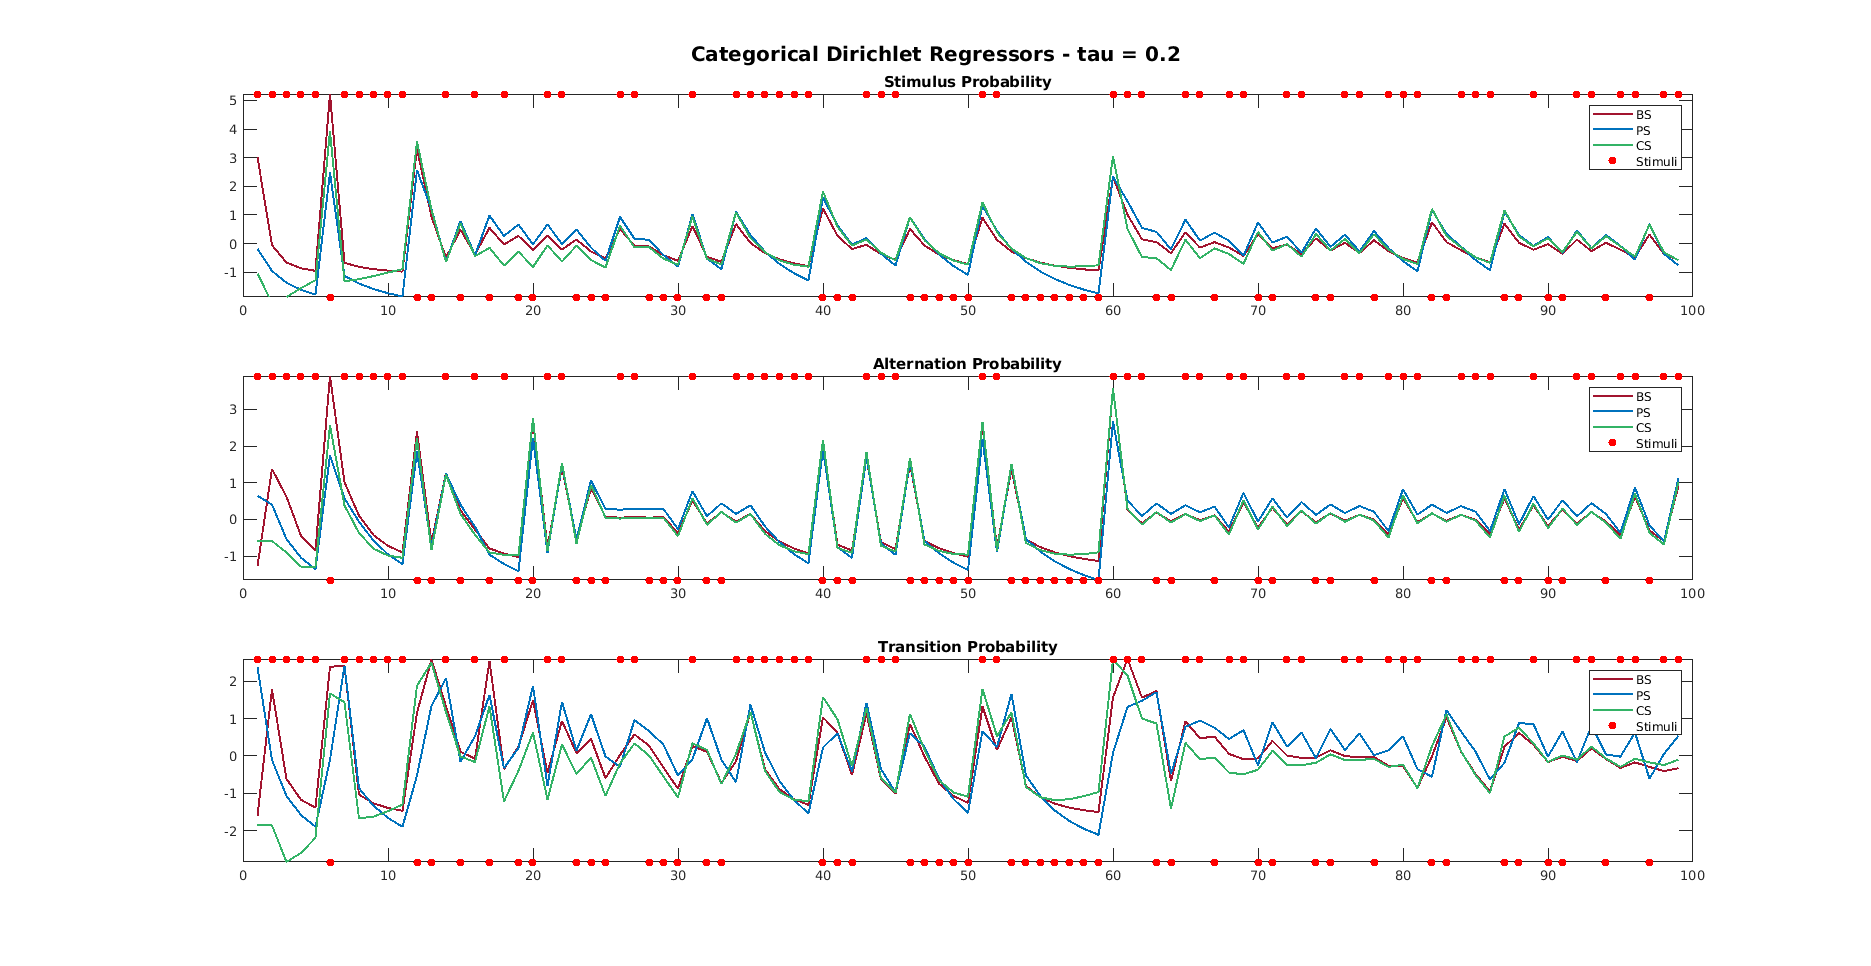 Categorical Dirichlet Regressors - tau = 0.2
Stimulus Probability
5
4
3
2
1
0
-1
BS
PS
CS
Stimuli
0 10 20 30 40 50 60 70 80 90 100
Alternation Probability
3
2
1
0
-1
BS
PS
CS
Stimuli
0 10 20 30 40 50 60 70 80 90 100
Transition Probability
2
1
0
-1
-2
BS
PS
CS
Stimuli
0 10 20 30 40 50 60 70 80 90 100